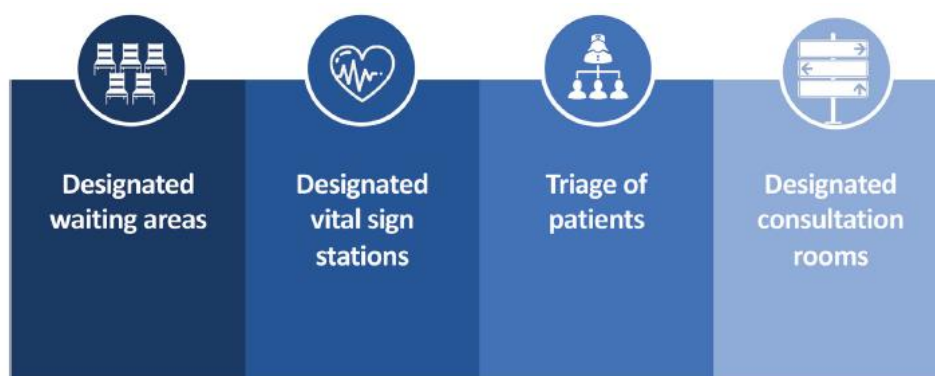 Designated
waiting areas
Designated
vital sign
stations
Triage of
patients
Designated
consultation
rooms